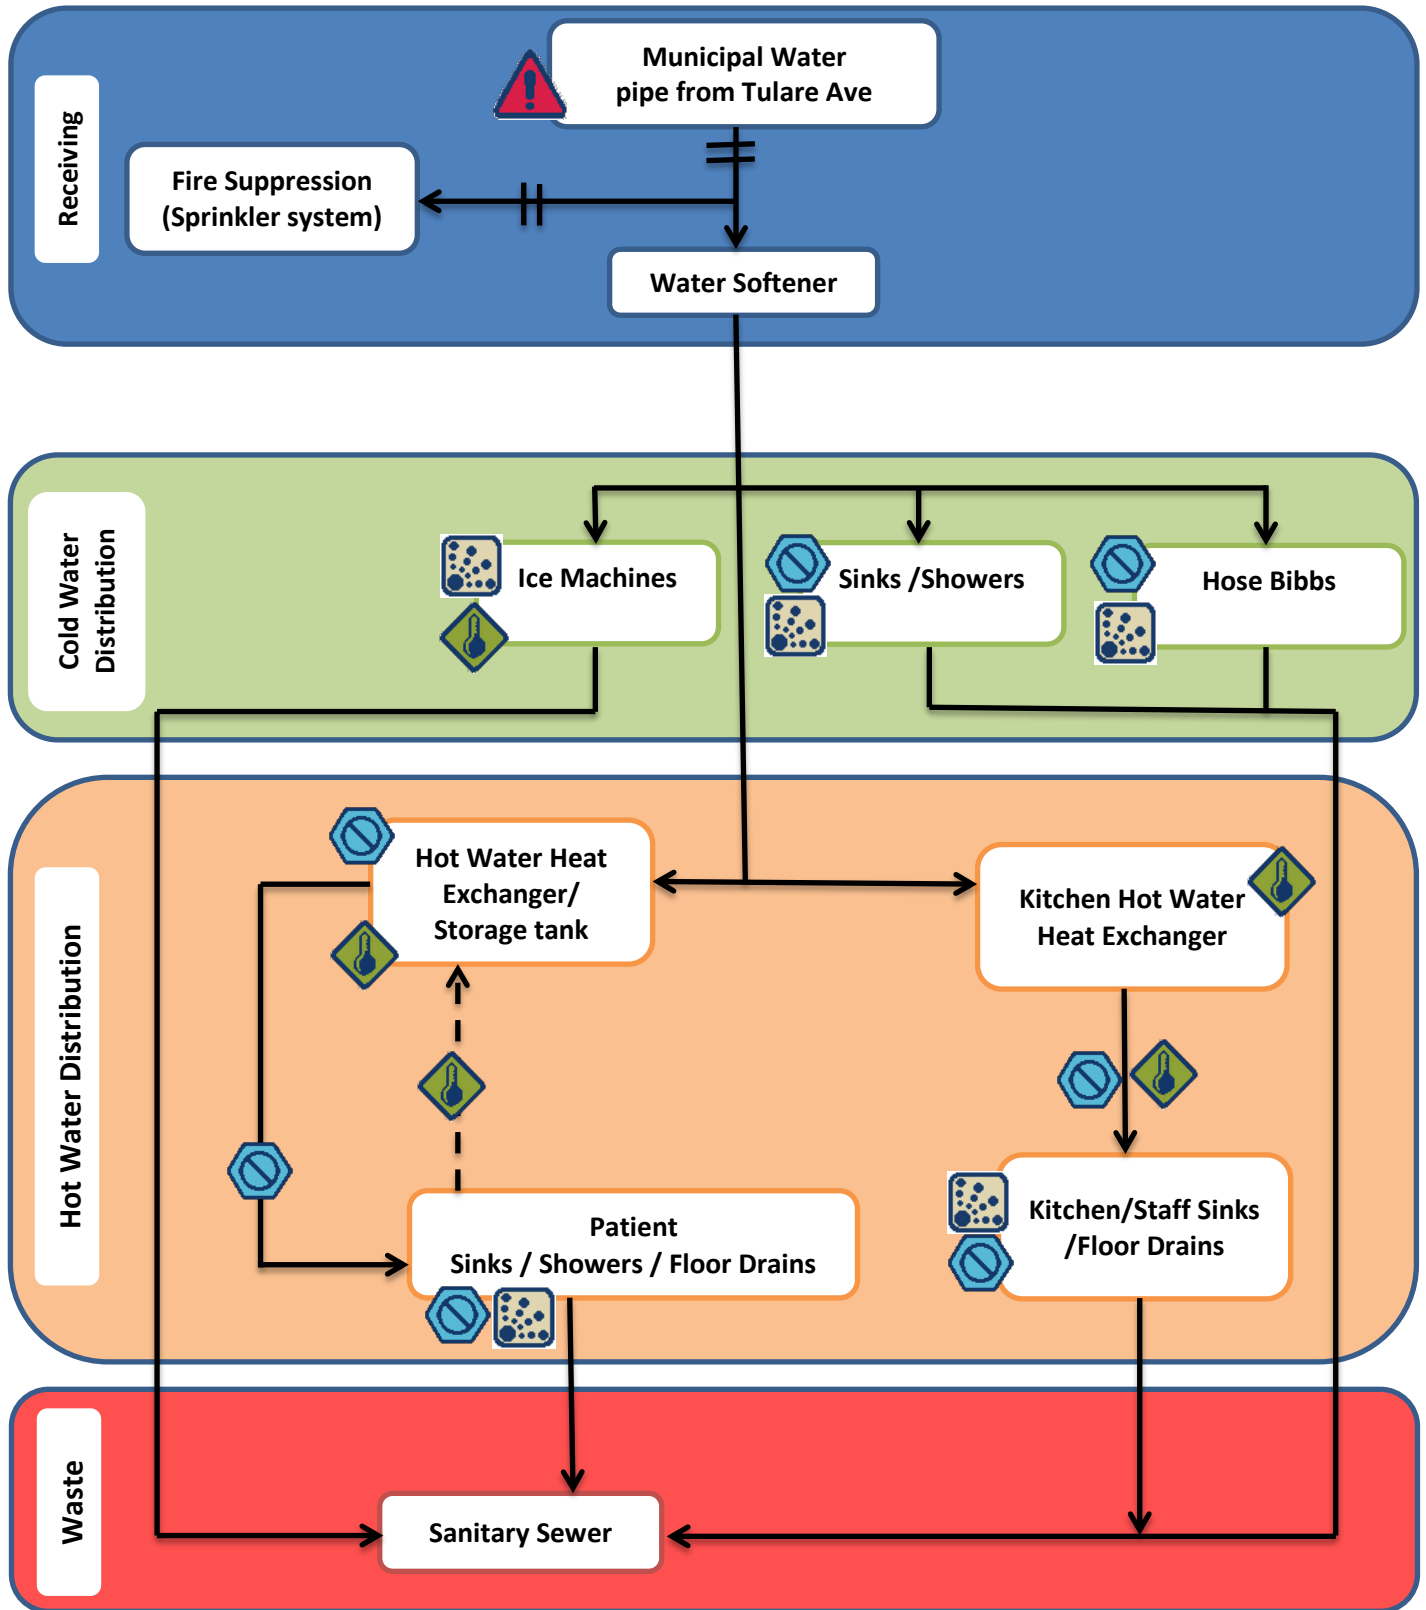 Municipal Water
pipe from Tulare Ave
Receiving
Fire Suppression
(Sprinkler system)
Water Softener
Cold Water
Distribution
Ice Machines
Sinks /Showers
Hose Bibbs
Hot Water Distribution
Hot Water Heat
Exchanger/
Storage tank
Kitchen Hot Water
Heat Exchanger
Patient
Sinks / Showers / Floor Drains
Kitchen/Staff Sinks
/Floor Drains
Waste
Sanitary Sewer